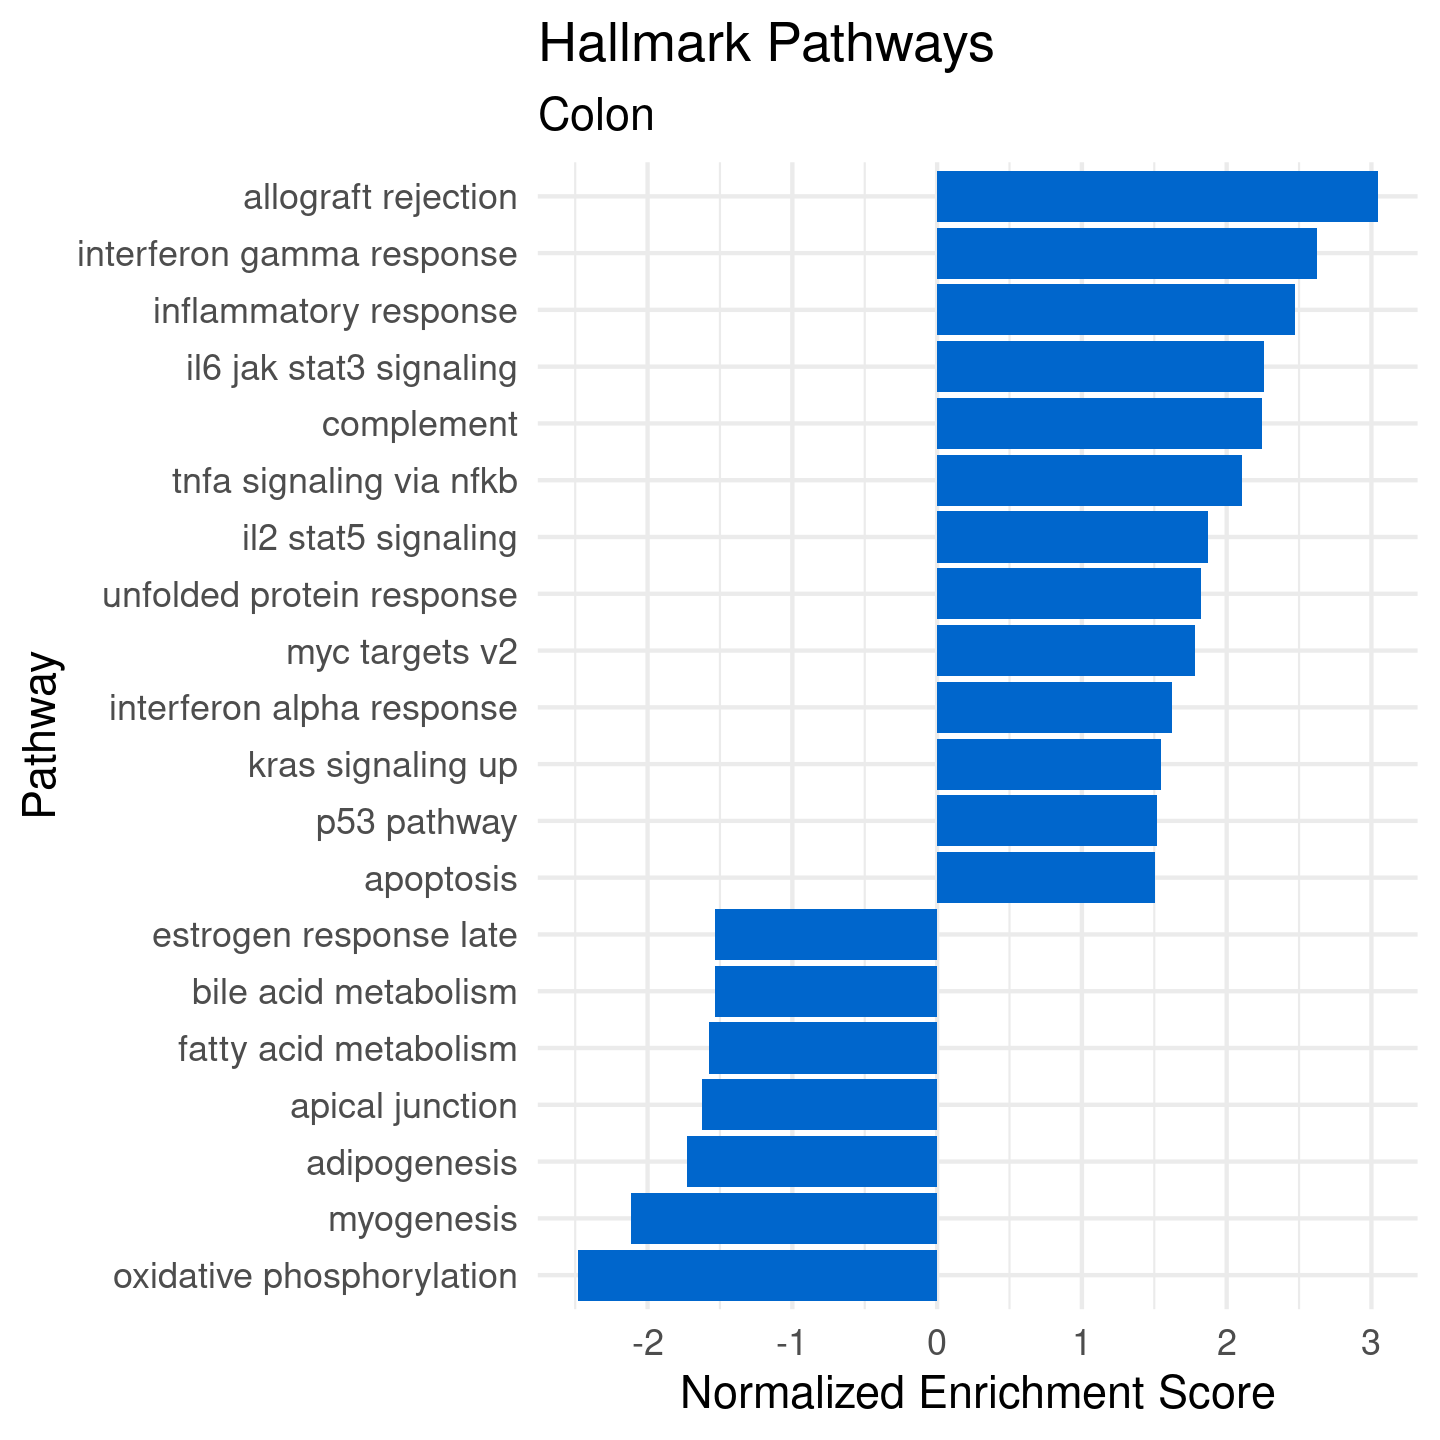 Hallmark Pathways
Colon
allograft rejection
interferon gamma response
inflammatory response
il6 jak stat3 signaling
complement
tnfa signaling via nfkb
il2 stat5 signaling
unfolded protein response
myc targets v2
interferon alpha response
kras signaling up
p53 pathway
apoptosis
estrogen response late
bile acid metabolism
fatty acid metabolism
apical junction
adipogenesis
myogenesis
oxidative phosphorylation
Pathway
-2 -1 0 1 2 3
Normalized Enrichment Score